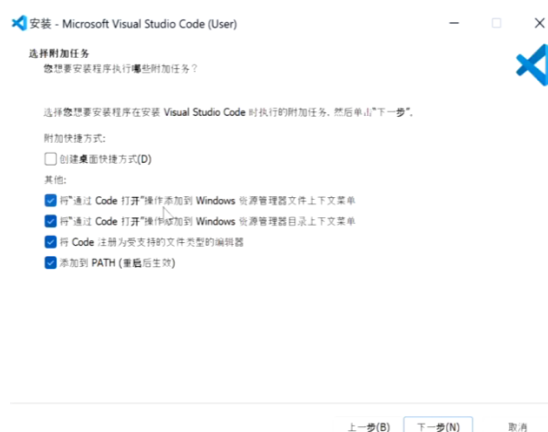 安装 - Microsoft Visual Studio Code (User)
选择附加任务
您想要安装程序执行哪些附加任务？
选择您想要安装程序在安装 Visual Studio Code 时执行的附加任务, 然后单击"下一步"。
附加快捷方式:
创建桌面快捷方式(D)
其他:
将"通过 Code 打开"操作添加到 Windows 资源管理器文件上下文菜单
将"通过 Code 打开"操作添加到 Windows 资源管理器目录上下文菜单
将 Code 注册为受支持的文件类型的编辑器
添加到 PATH (重启后生效)
上一步(B) 下一步(N) 取消